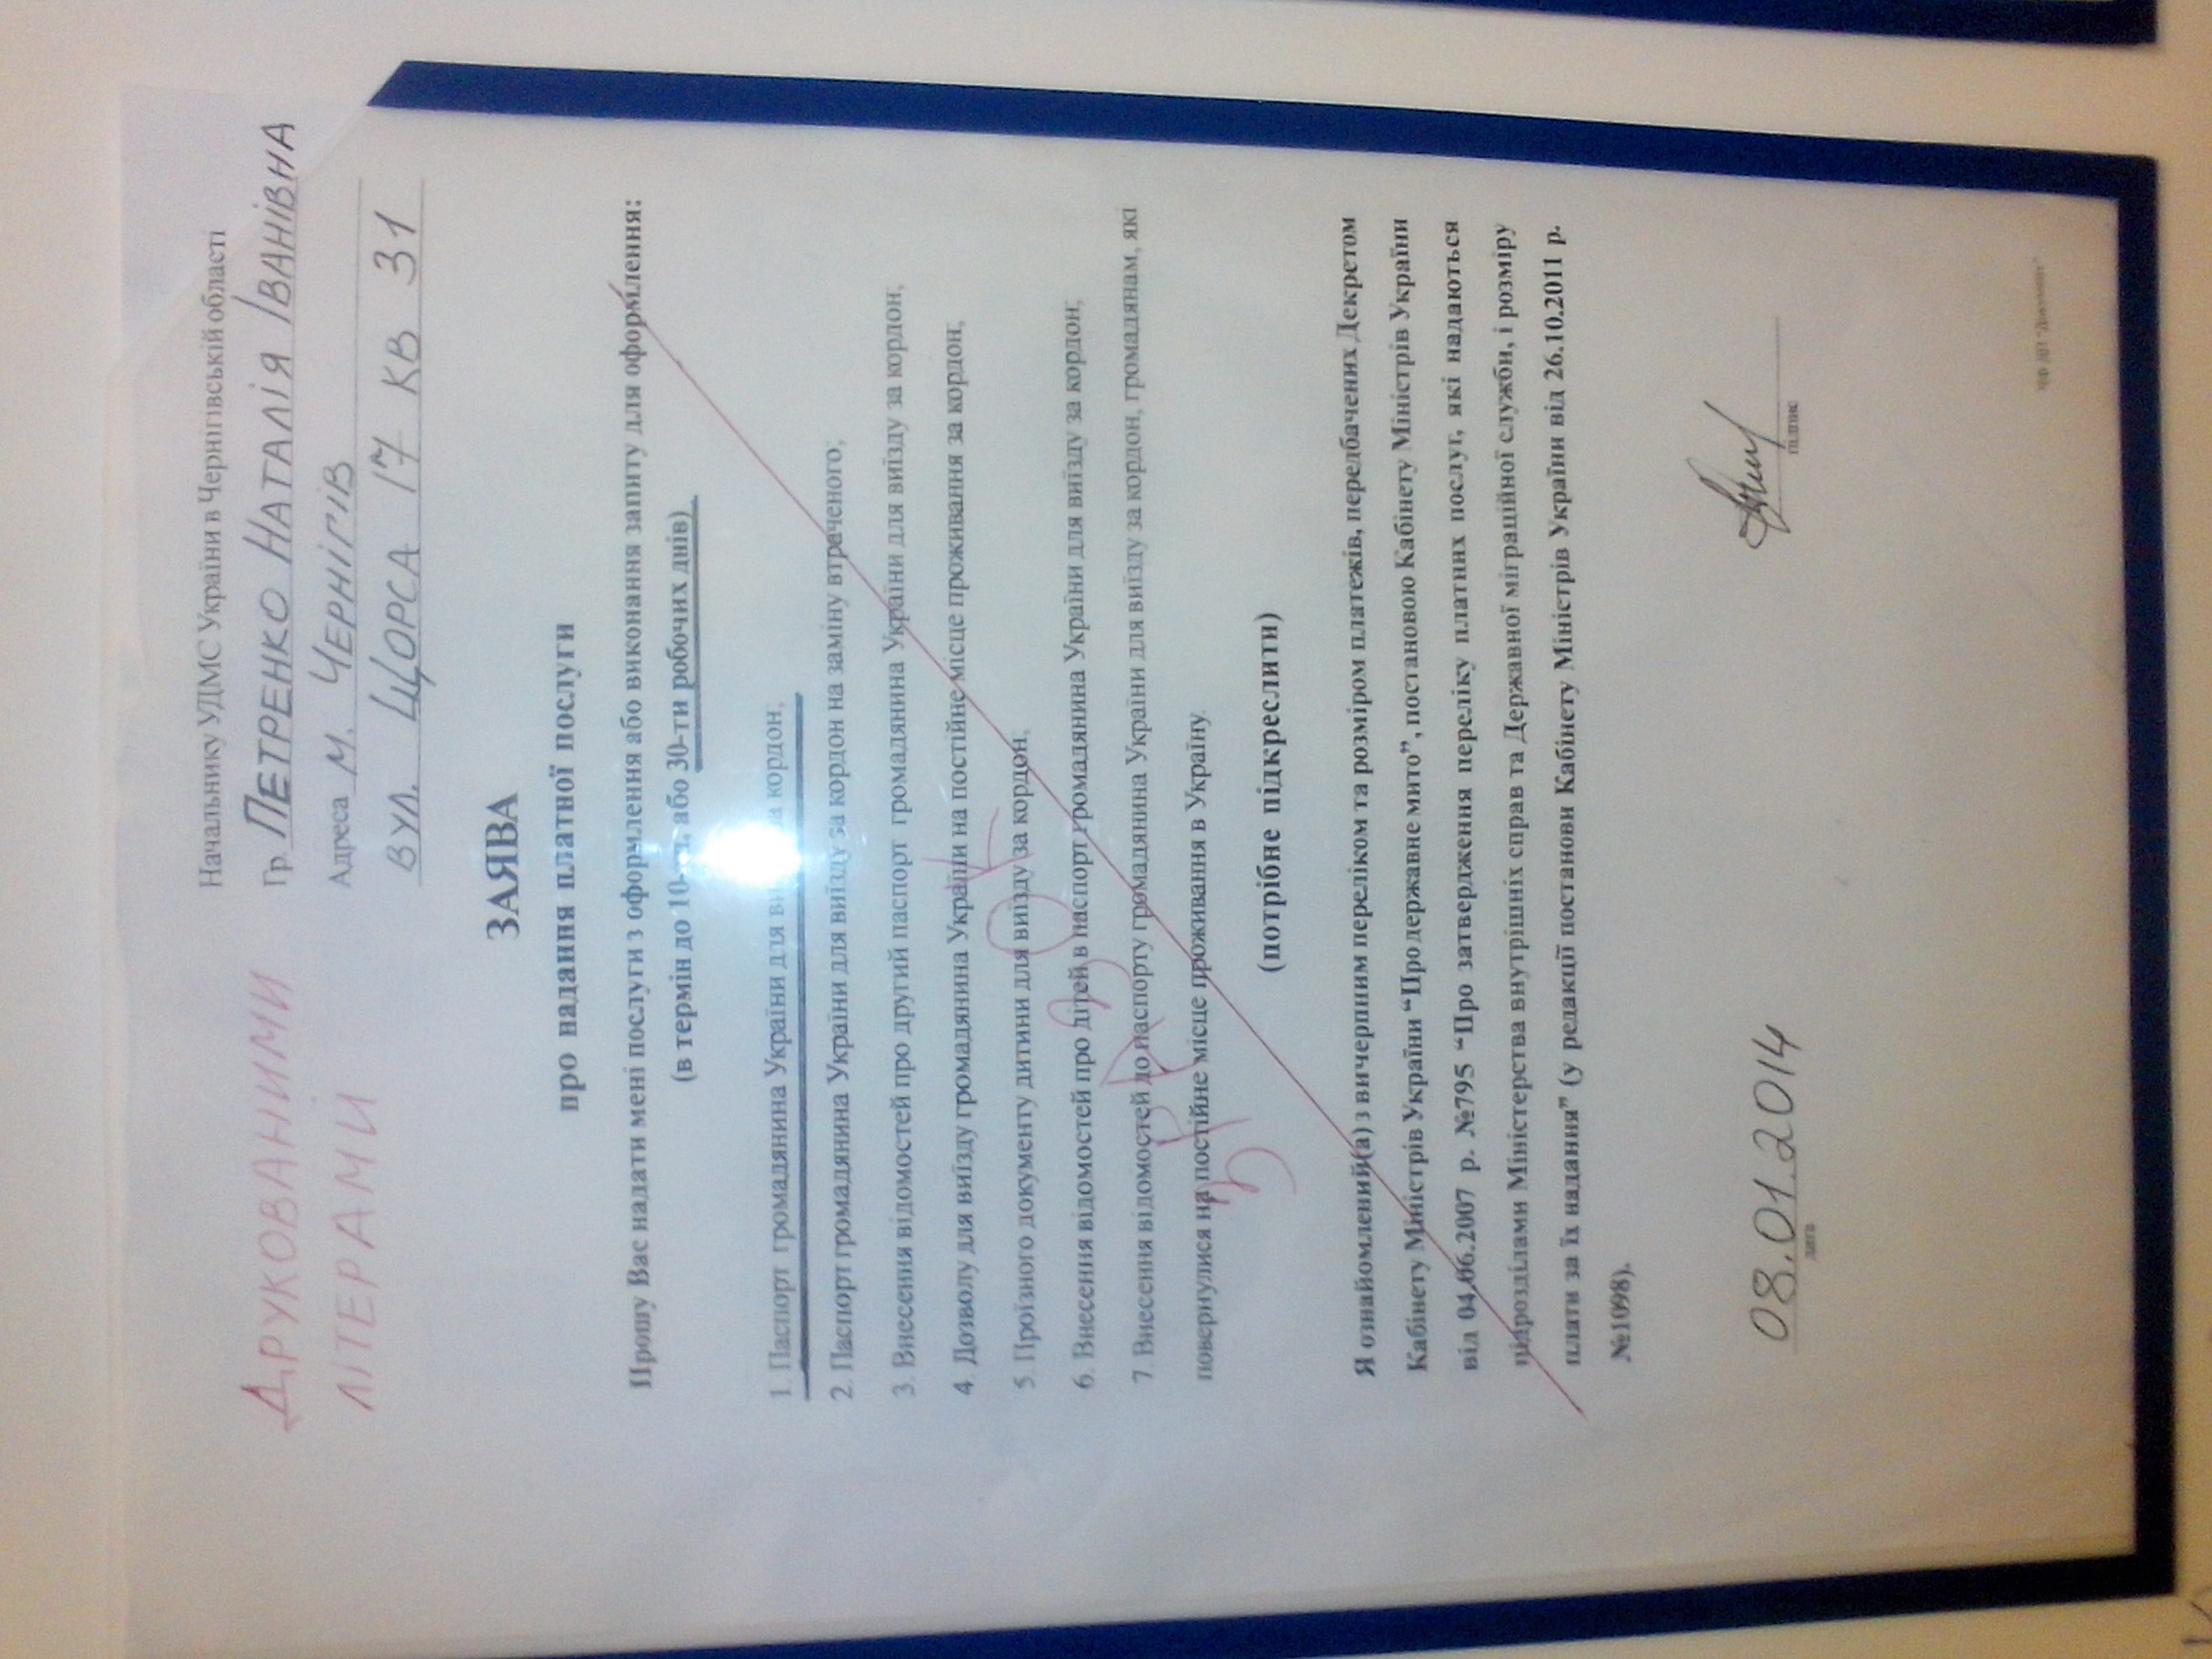 Начальнику УДМС України в Чернігівській області
ДРУКОВАНИМИ
ЛІТЕРАМИ
Гр. ПЕТРЕНКО НАТАЛІЯ ІВАНІВНА
Адреса М. ЧЕРНІГІВ
ВУЛ. ЩОРСА 17 КВ 31
ЗАЯВА
про надання платної послуги
Прошу Вас надати мені послуги з оформлення або виконання запиту для оформлення:
(в термін до 10- або 30-ти робочих днів)
1. Паспорт громадянина України для кордон;
2. Паспорт громадянина України для виїзду за кордон на заміну втраченого;
3. Внесення відомостей про другий паспорт громадянина України для виїзду за кордон;
4. Дозволу для виїзду громадянина України на постійне місце проживання за кордон;
5. Проїзного документу дитини для виїзду за кордон;
6. Внесення відомостей про дітей в паспорт громадянина України для виїзду за кордон;
7. Внесення відомостей до паспорту громадянина України для виїзду за кордон, громадянам, які
повернулися на постійне місце проживання в Україну.
ЗРАЗОК
(потрібне підкреслити)
Я ознайомлений(а) з вичерпним переліком та розміром платежів, передбачених Декретом
Кабінету Міністрів України “Про державне мито”, постановою Кабінету Міністрів України
від 04.06.2007 р. №795 “Про затвердження переліку платних послуг, які надаються
підрозділами Міністерства внутрішніх справ та Державної міграційної служби, і розміру
плати за їх надання” (у редакції постанови Кабінету Міністрів України від 26.10.2011 р.
№1098).
08.01.2014
дата
підпис